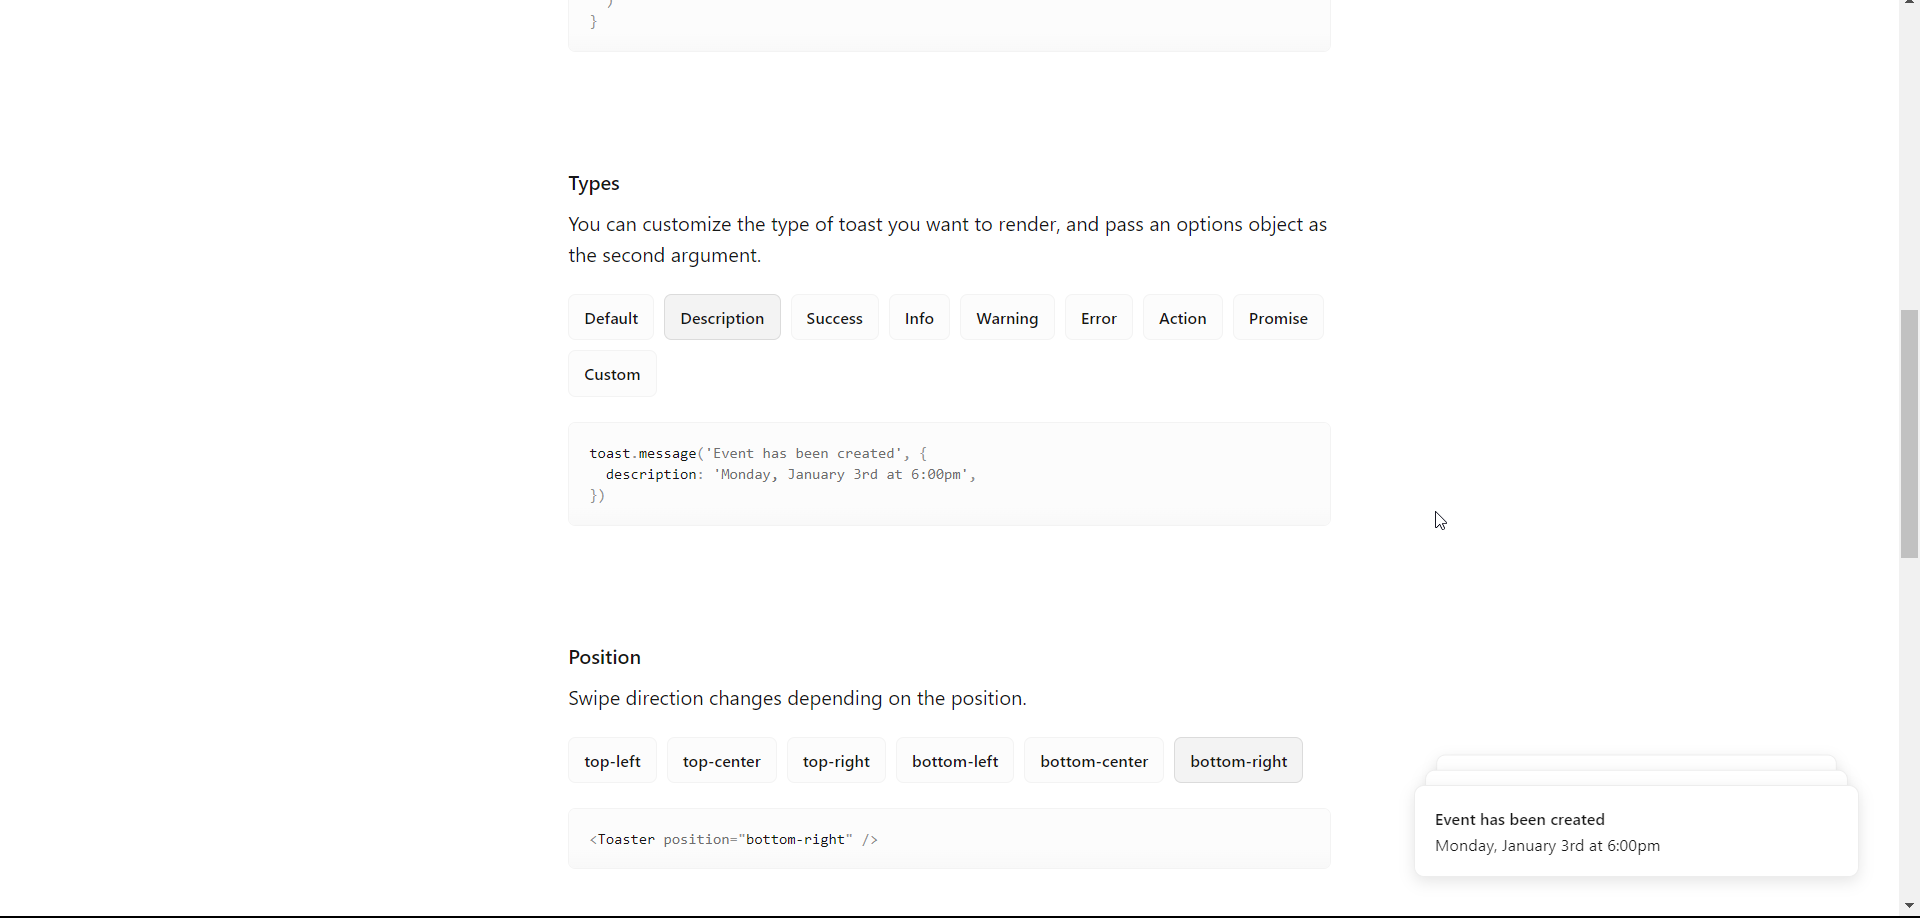 )
}
Types
You can customize the type of toast you want to render, and pass an options object as
the second argument.
Default Description Success Info Warning Error Action Promise
Custom
toast.message('Event has been created', {
  description: 'Monday, January 3rd at 6:00pm',
})
Position
Swipe direction changes depending on the position.
top-left top-center top-right bottom-left bottom-center bottom-right
<Toaster position="bottom-right" />
Event has been created
Monday, January 3rd at 6:00pm